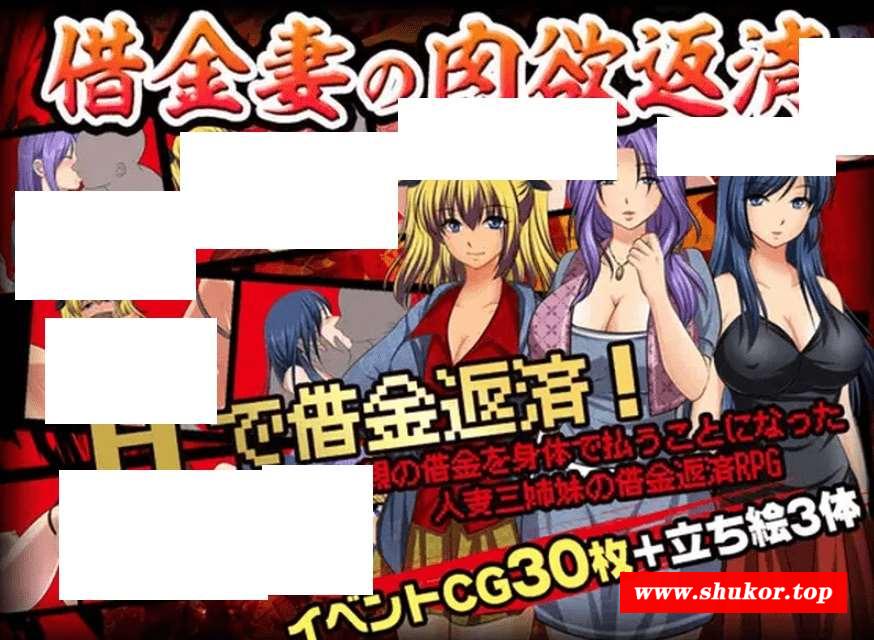 借金妻の肉欲返済
Hで借金返済！
親の借金を身体で払うことになった
人妻三姉妹の借金返済RPG
イベントCG30枚+立ち絵3体
www.shukor.top